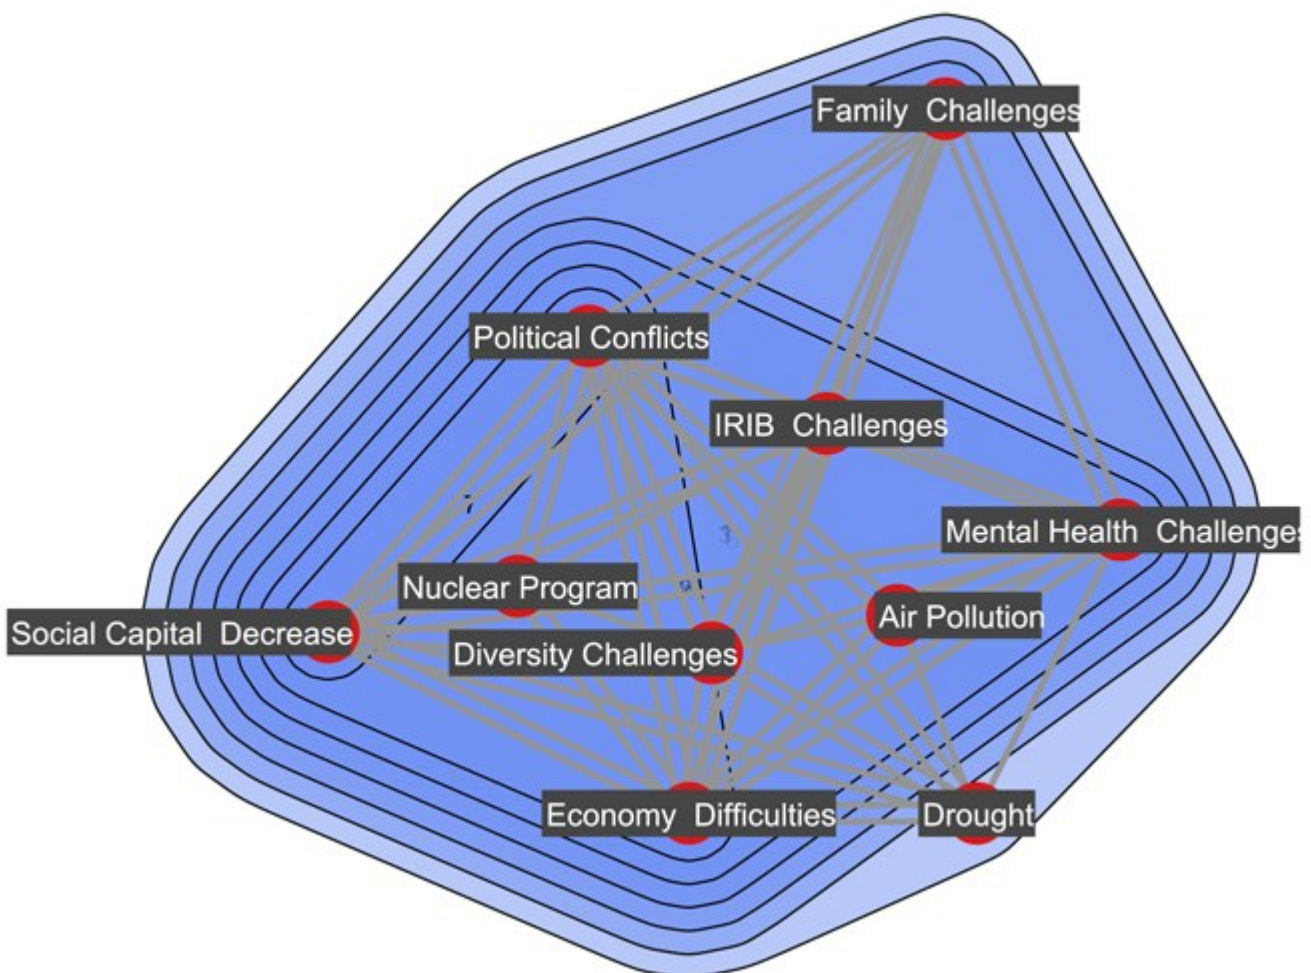 Family Challenges
Political Conflicts
IRIB Challenges
Mental Health Challenges
Nuclear Program
Air Pollution
Social Capital Decrease
Diversity Challenges
Economy Difficulties
Drought